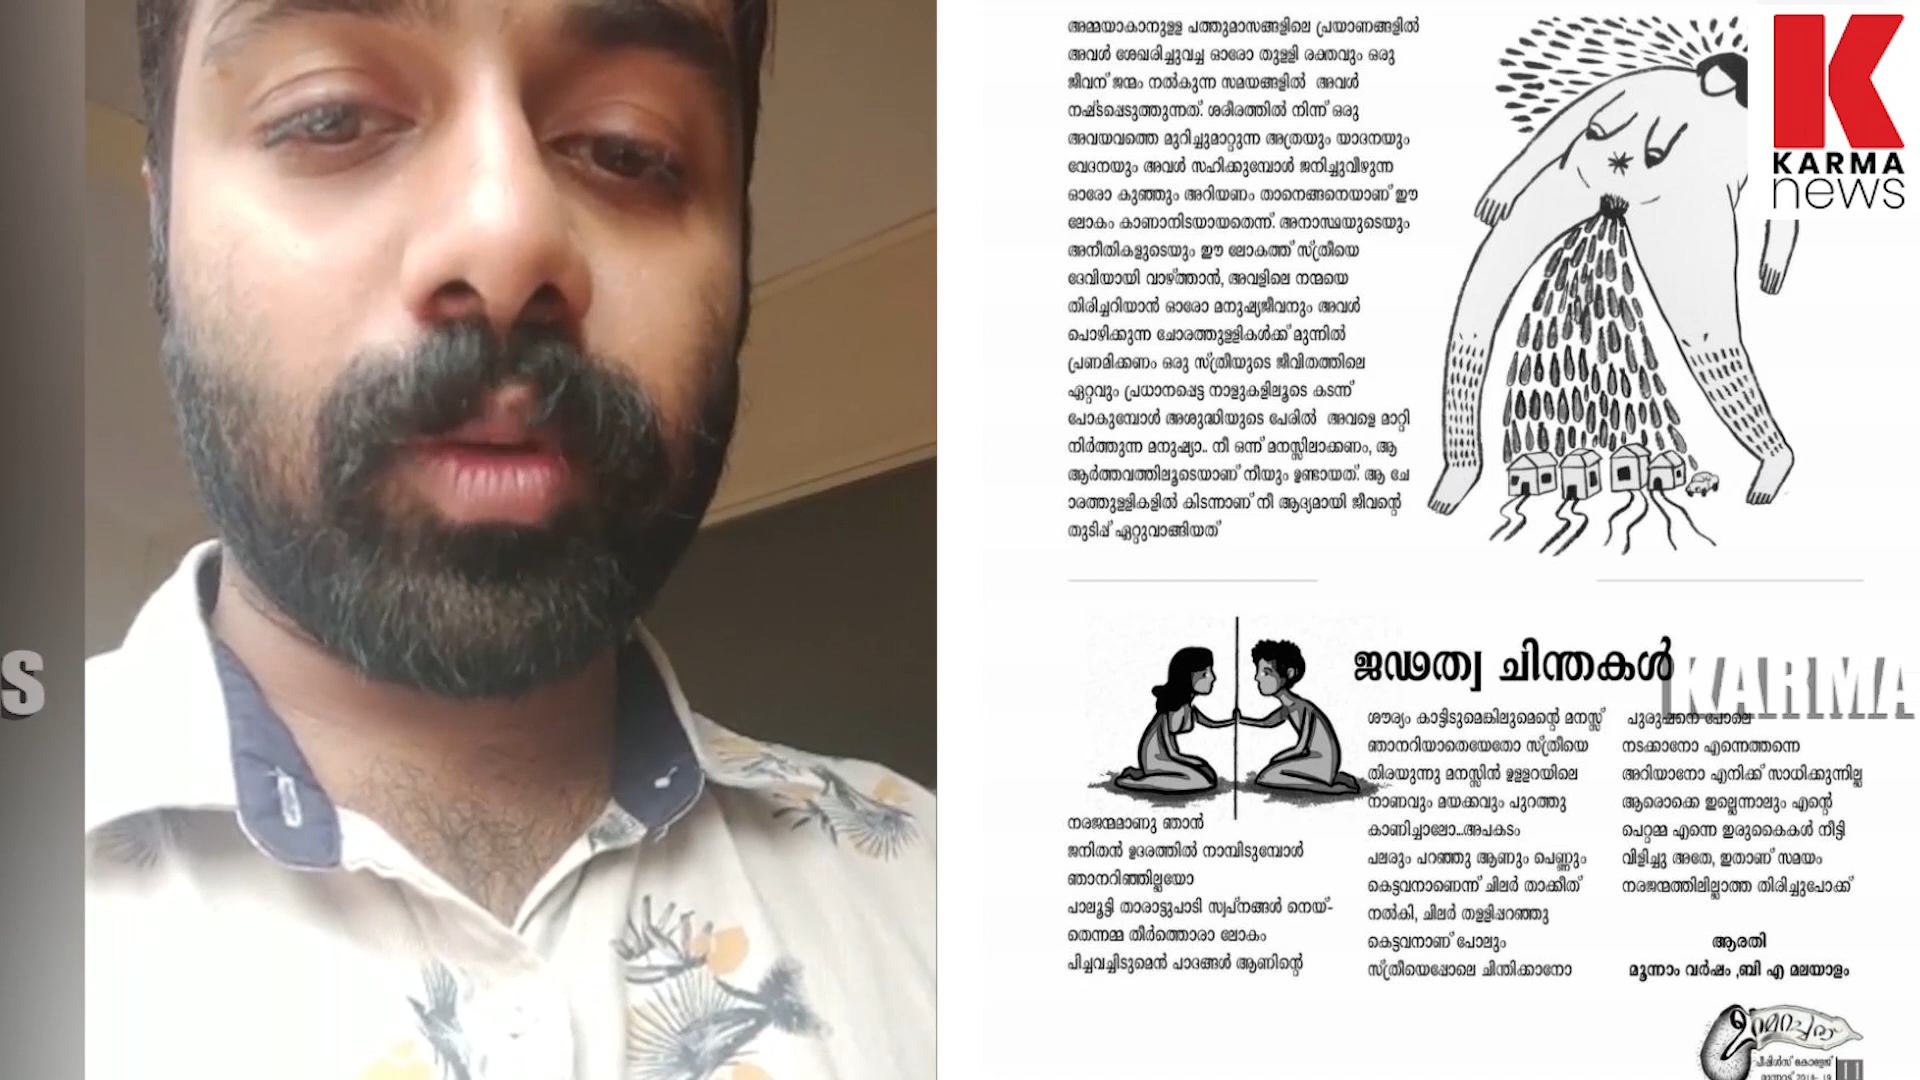 അമ്മയാകാനുള്ള പത്തുമാസങ്ങളിലെ പ്രയാണങ്ങളിൽ
അവൾ ശേഖരിച്ചുവച്ച ഓരോ തുള്ളി രക്തവും ഒരു
ജീവന് ജന്മം നൽകുന്ന സമയങ്ങളിൽ അവൾ
നഷ്ടപ്പെടുത്തുന്നത്. ശരീരത്തിൽ നിന്ന് ഒരു
അവയവത്തെ മുറിച്ചുമാറ്റുന്ന അത്രയും യാദനയും
വേദനയും അവൾ സഹിക്കുമ്പോൾ ജനിച്ചുവീഴുന്ന
ഓരോ കുഞ്ഞും അറിയണം താനെങ്ങനെയാണ് ഈ
ലോകം കാണാനിടയായതെന്ന്. അനാസ്ഥയുടെയും
അനീതികളുടെയും ഈ ലോകത്ത് സ്ത്രീയെ
ദേവിയായി വാഴ്ത്താൻ, അവളിലെ നന്മയെ
തിരിച്ചറിയാൻ ഓരോ മനുഷ്യജീവനും അവൾ
പൊഴിക്കുന്ന ചോരത്തുള്ളികൾക്ക് മുന്നിൽ
പ്രണമിക്കണം ഒരു സ്ത്രീയുടെ ജീവിതത്തിലെ
ഏറ്റവും പ്രധാനപ്പെട്ട നാളുകളിലൂടെ കടന്ന്
പോകുമ്പോൾ അശുദ്ധിയുടെ പേരിൽ അവളെ മാറ്റി
നിർത്തുന്ന മനുഷ്യാ.. നീ ഒന്ന് മനസ്സിലാക്കണം, ആ
ആർത്തവത്തിലൂടെയാണ് നീയും ഉണ്ടായത്. ആ ചേ
ാരത്തുള്ളികളിൽ കിടന്നാണ് നീ ആദ്യമായി ജീവന്റെ
തുടിപ്പ് ഏറ്റുവാങ്ങിയത്
KARMA
news
S
KARMA
ജഢത്വ ചിന്തകൾ
നരജന്മമാണു ഞാൻ
ജനിതൻ ഉദരത്തിൽ നാമ്പിടുമ്പോൾ
ഞാനറിഞ്ഞില്ലയോ
പാലൂട്ടി താരാട്ടുപാടി സ്വപ്നങ്ങൾ നെയ്-
തെന്നമ്മ തീർത്തൊരാ ലോകം
പിച്ചവച്ചിടുമെൻ പാദങ്ങൾ ആണിന്റെ
ശൗര്യം കാട്ടിടുമെങ്കിലുമെന്റെ മനസ്സ്
ഞാനറിയാതെയേതോ സ്ത്രീയെ
തിരയുന്നു മനസ്സിൻ ഉള്ളറയിലെ
നാണവും മയക്കവും പുറത്തു
കാണിച്ചാലോ...അപകടം
പലരും പറഞ്ഞു ആണും പെണ്ണും
കെട്ടവനാണെന്ന് ചിലർ താക്കീത്
നൽകി, ചിലർ തള്ളിപ്പറഞ്ഞു
കെട്ടവനാണ് പോലും
സ്ത്രീയെപ്പോലെ ചിന്തിക്കാനോ
പുരുഷനെ പോലെ
നടക്കാനോ എന്നെത്തന്നെ
അറിയാനോ എനിക്ക് സാധിക്കുന്നില്ല
ആരൊക്കെ ഇല്ലെന്നാലും എന്റെ
പെറ്റമ്മ എന്നെ ഇരുകൈകൾ നീട്ടി
വിളിച്ചു അതേ, ഇതാണ് സമയം
നരജന്മത്തിലില്ലാത്ത തിരിച്ചുപോക്ക്
ആരതി
മൂന്നാം വർഷം ,ബി എ മലയാളം
പീപ്പിൾസ് കോളേജ്
11